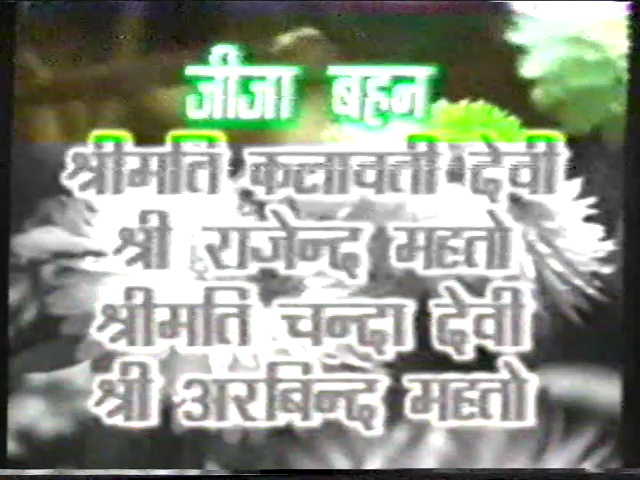 जीजा बहन
श्रीमति कलावती देवी
श्री राजेन्द महतो
श्रीमति चन्दा देवी
श्री अरबिन्द महतो